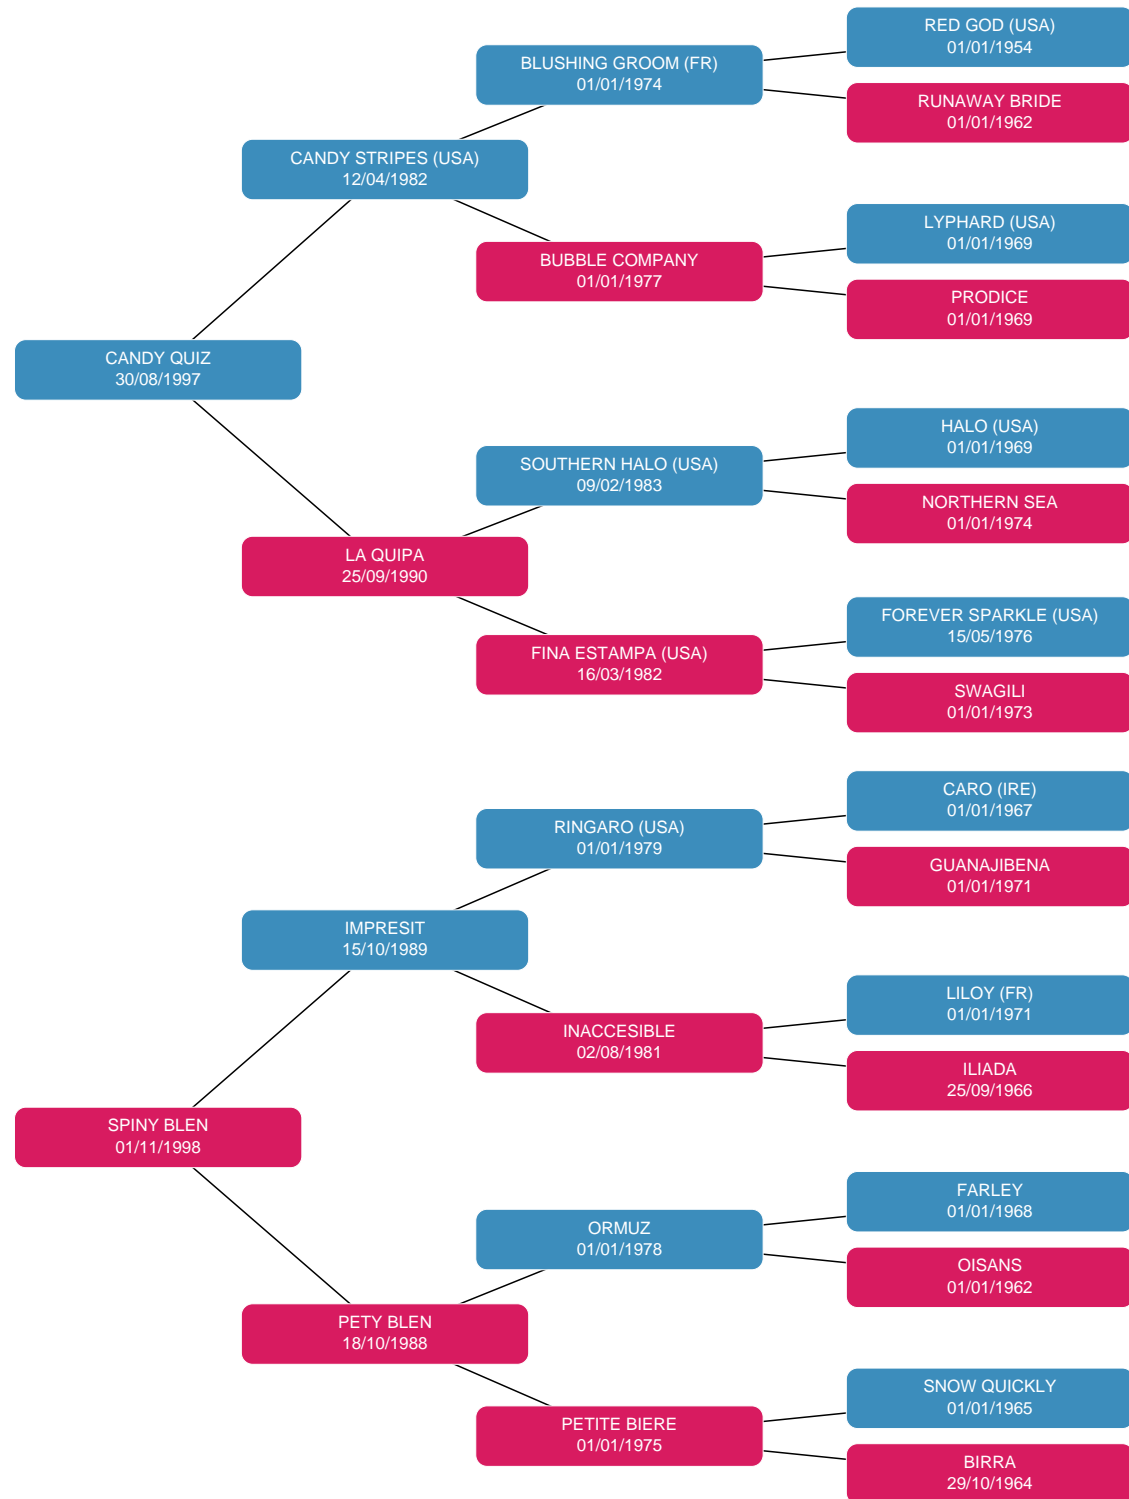 RED GOD (USA)
01/01/1954
BLUSHING GROOM (FR)
01/01/1974
RUNAWAY BRIDE
01/01/1962
CANDY STRIPES (USA)
12/04/1982
LYPHARD (USA)
01/01/1969
BUBBLE COMPANY
01/01/1977
PRODICE
01/01/1969
CANDY QUIZ
30/08/1997
HALO (USA)
01/01/1969
SOUTHERN HALO (USA)
09/02/1983
NORTHERN SEA
01/01/1974
LA QUIPA
25/09/1990
FOREVER SPARKLE (USA)
15/05/1976
FINA ESTAMPA (USA)
16/03/1982
SWAGILI
01/01/1973
CARO (IRE)
01/01/1967
RINGARO (USA)
01/01/1979
GUANAJIBENA
01/01/1971
IMPRESIT
15/10/1989
LILOY (FR)
01/01/1971
INACCESIBLE
02/08/1981
ILIADA
25/09/1966
SPINY BLEN
01/11/1998
FARLEY
01/01/1968
ORMUZ
01/01/1978
OISANS
01/01/1962
PETY BLEN
18/10/1988
SNOW QUICKLY
01/01/1965
PETITE BIERE
01/01/1975
BIRRA
29/10/1964